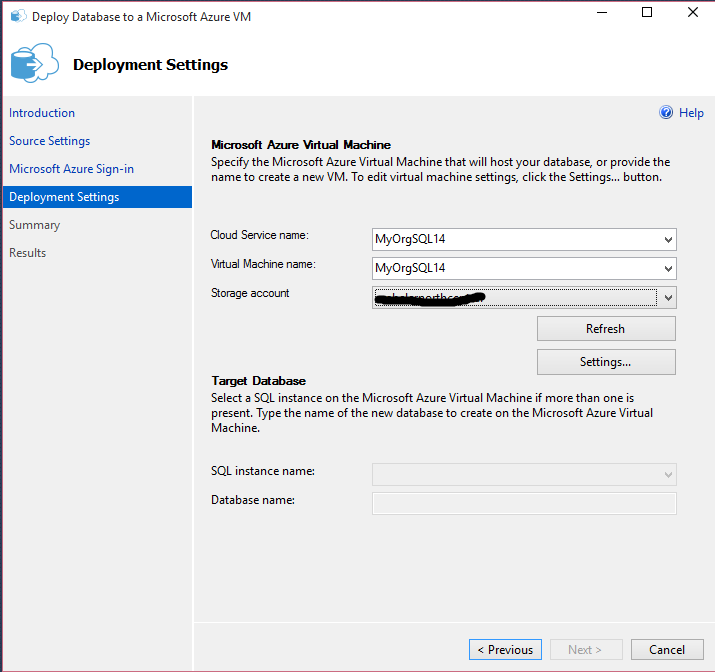 Deploy Database to a Microsoft Azure VM
Deployment Settings
Introduction
Source Settings
Microsoft Azure Sign-in
Deployment Settings
Summary
Results
Help
Microsoft Azure Virtual Machine
Specify the Microsoft Azure Virtual Machine that will host your database, or provide the
name to create a new VM. To edit virtual machine settings, click the Settings... button.
Cloud Service name:
MyOrgSQL14
Virtual Machine name:
MyOrgSQL14
Storage account
Refresh
Settings...
Target Database
Select a SQL instance on the Microsoft Azure Virtual Machine if more than one is
present. Type the name of the new database to create on the Microsoft Azure Virtual
Machine.
SQL instance name:
Database name:
< Previous
Next >
Cancel